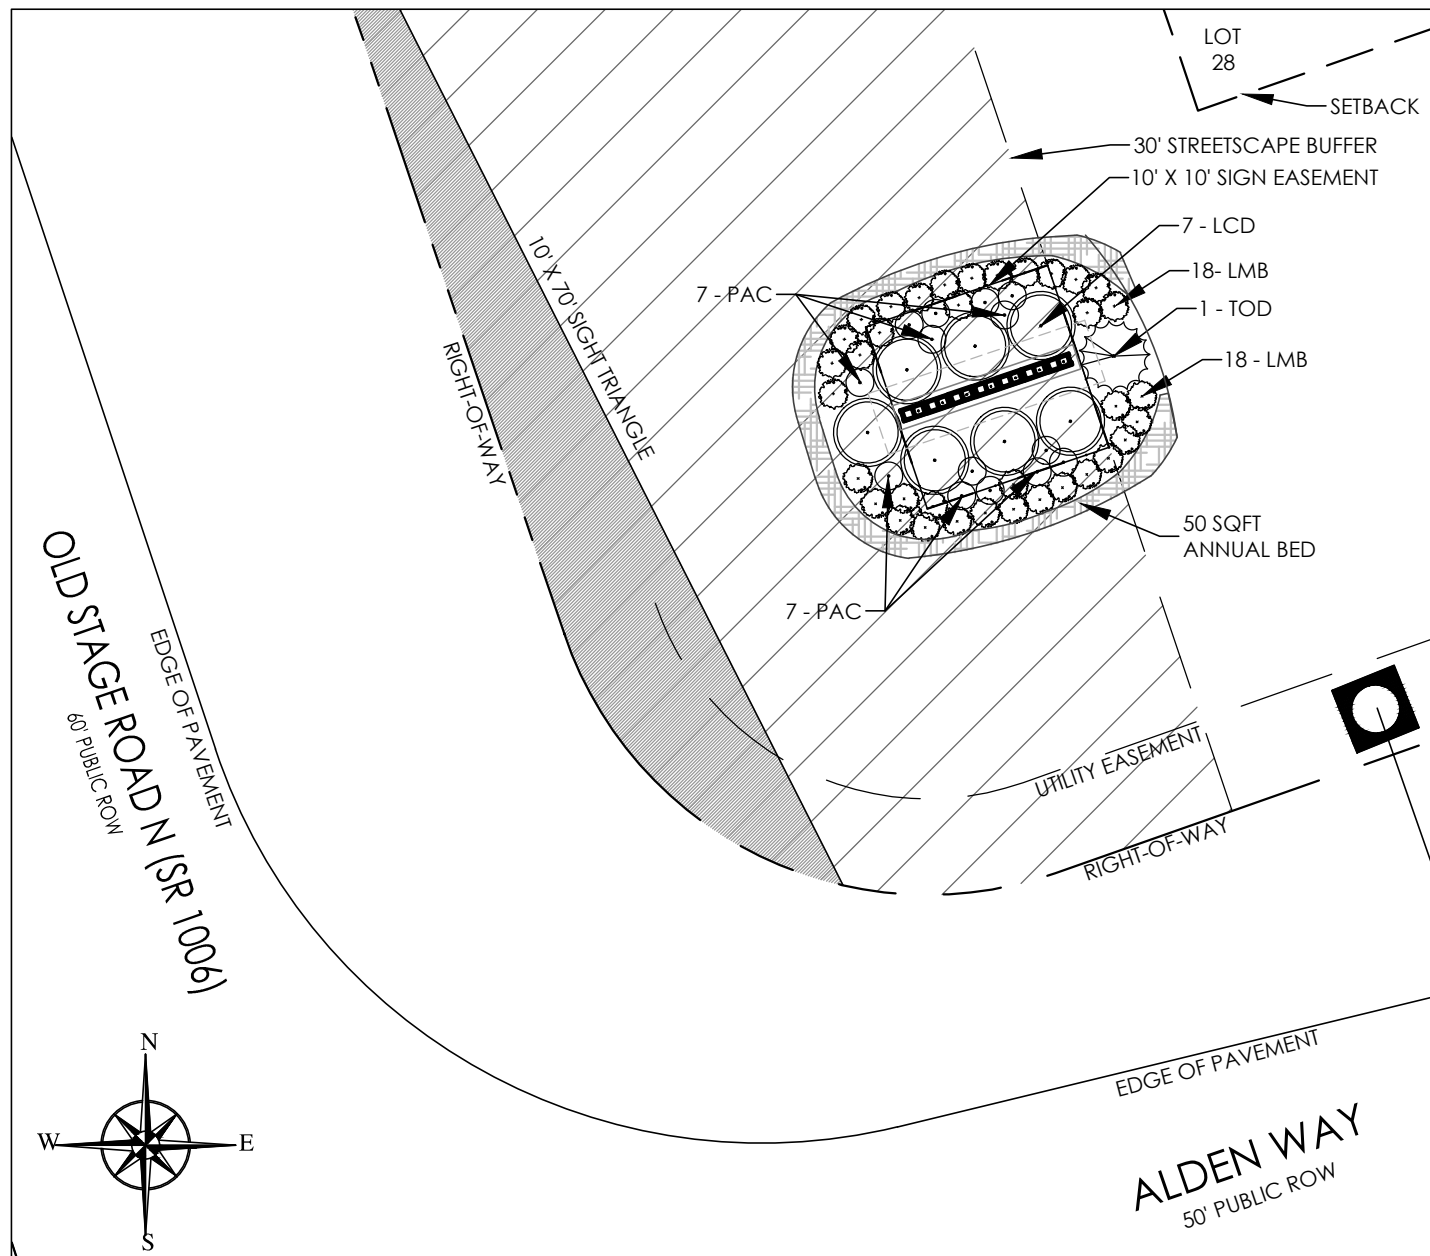 LOT
28
SETBACK
30' STREETSCAPE BUFFER
10' X 10' SIGN EASEMENT
7 - LCD
18- LMB
1 - TOD
18 - LMB
7 - PAC
10' X 70' SIGHT TRIANGLE
RIGHT-OF-WAY
50 SQFT
ANNUAL BED
7 - PAC
OLD STAGE ROAD N (SR 1006)
60' PUBLIC ROW
EDGE OF PAVEMENT
UTILITY EASEMENT
RIGHT-OF-WAY
EDGE OF PAVEMENT
ALDEN WAY
50' PUBLIC ROW
N
W
E
S